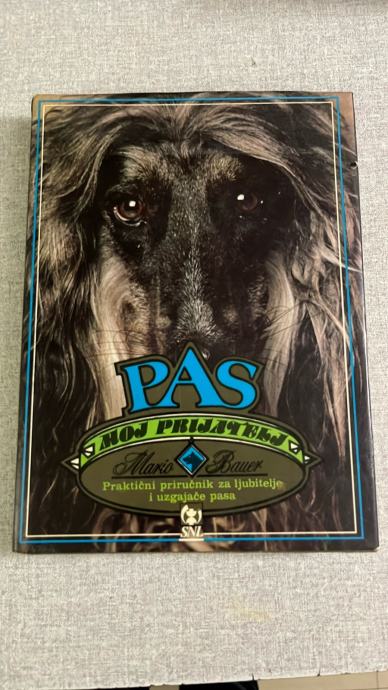 PAS
MOJ PRIJATELJ
Mario Bauer
Praktični priručnik za ljubitelje
i uzgajače pasa
SNL